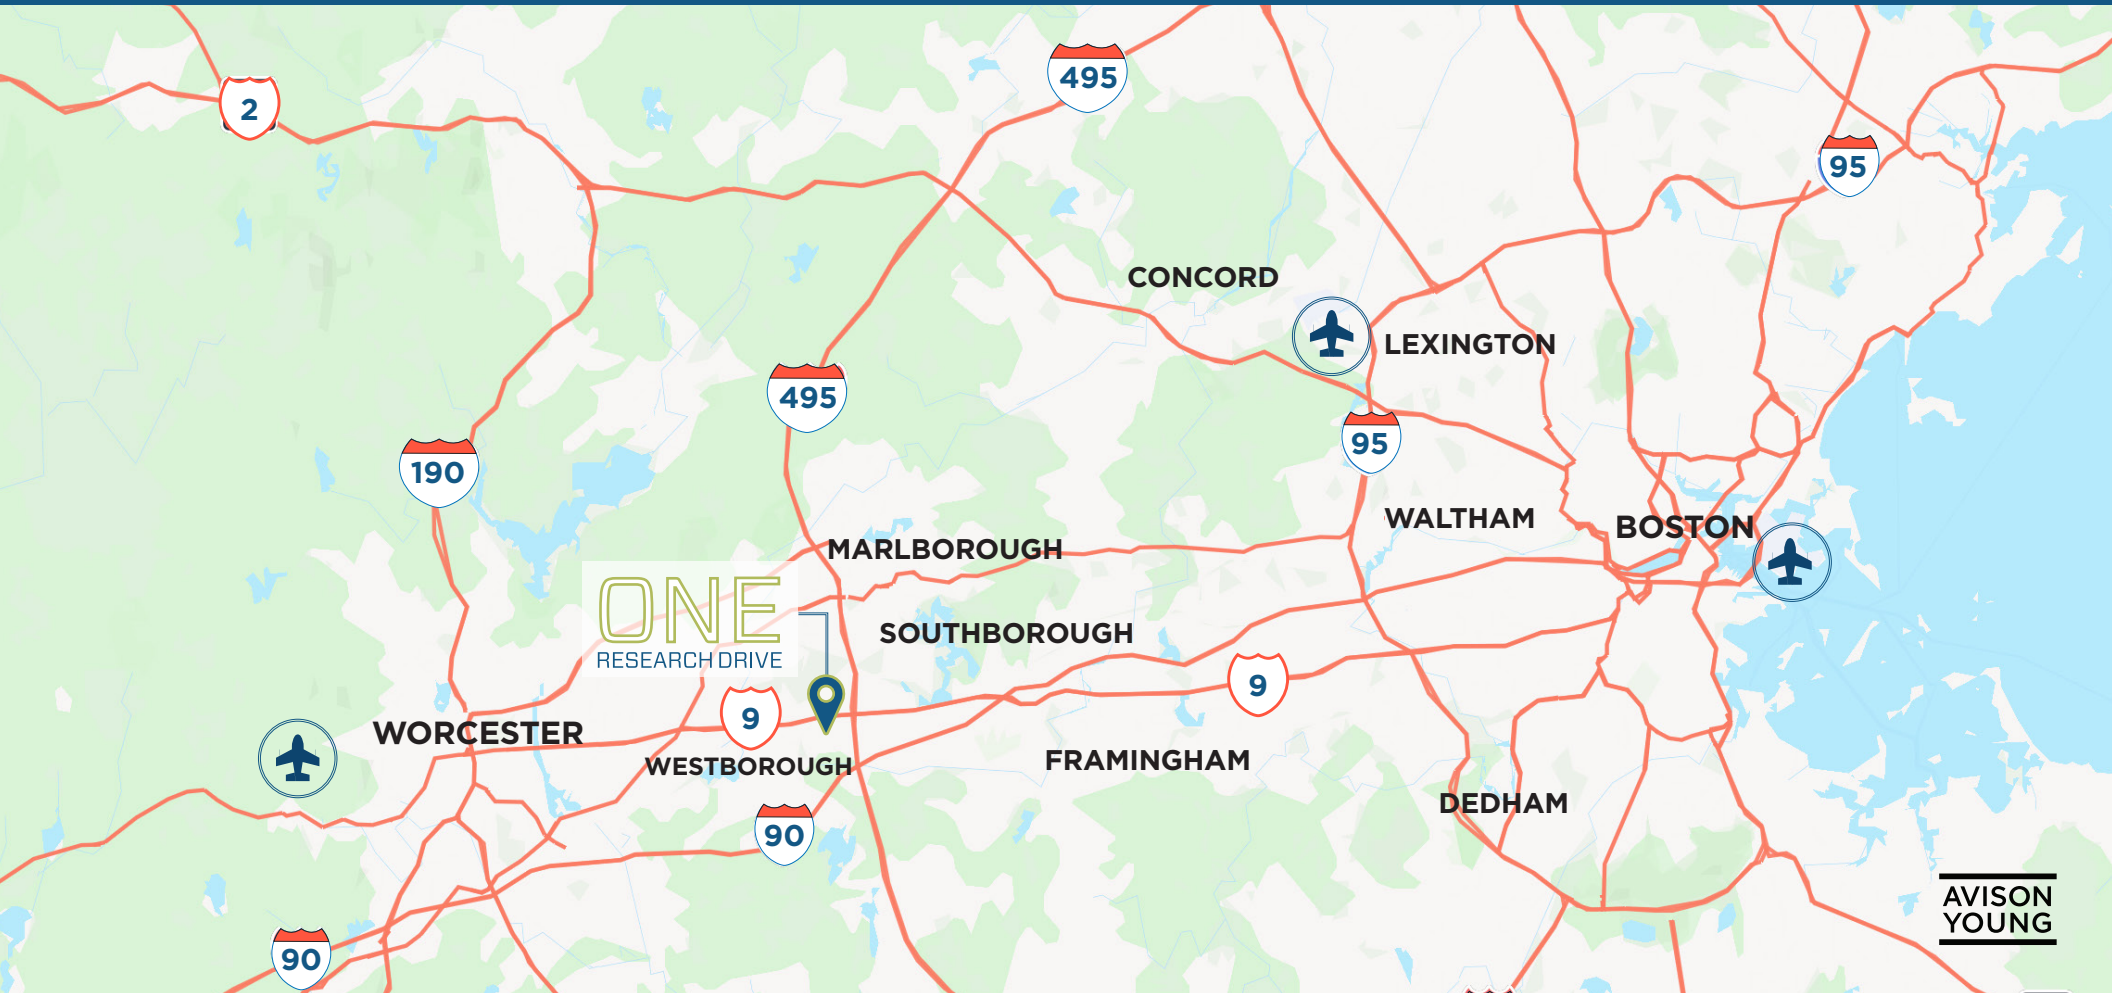 495
2
95
CONCORD
LEXINGTON
495
95
190
WALTHAM
BOSTON
MARLBOROUGH
ONE
RESEARCH DRIVE
SOUTHBOROUGH
9
9
WORCESTER
WESTBOROUGH
FRAMINGHAM
DEDHAM
90
AVISON
YOUNG
90